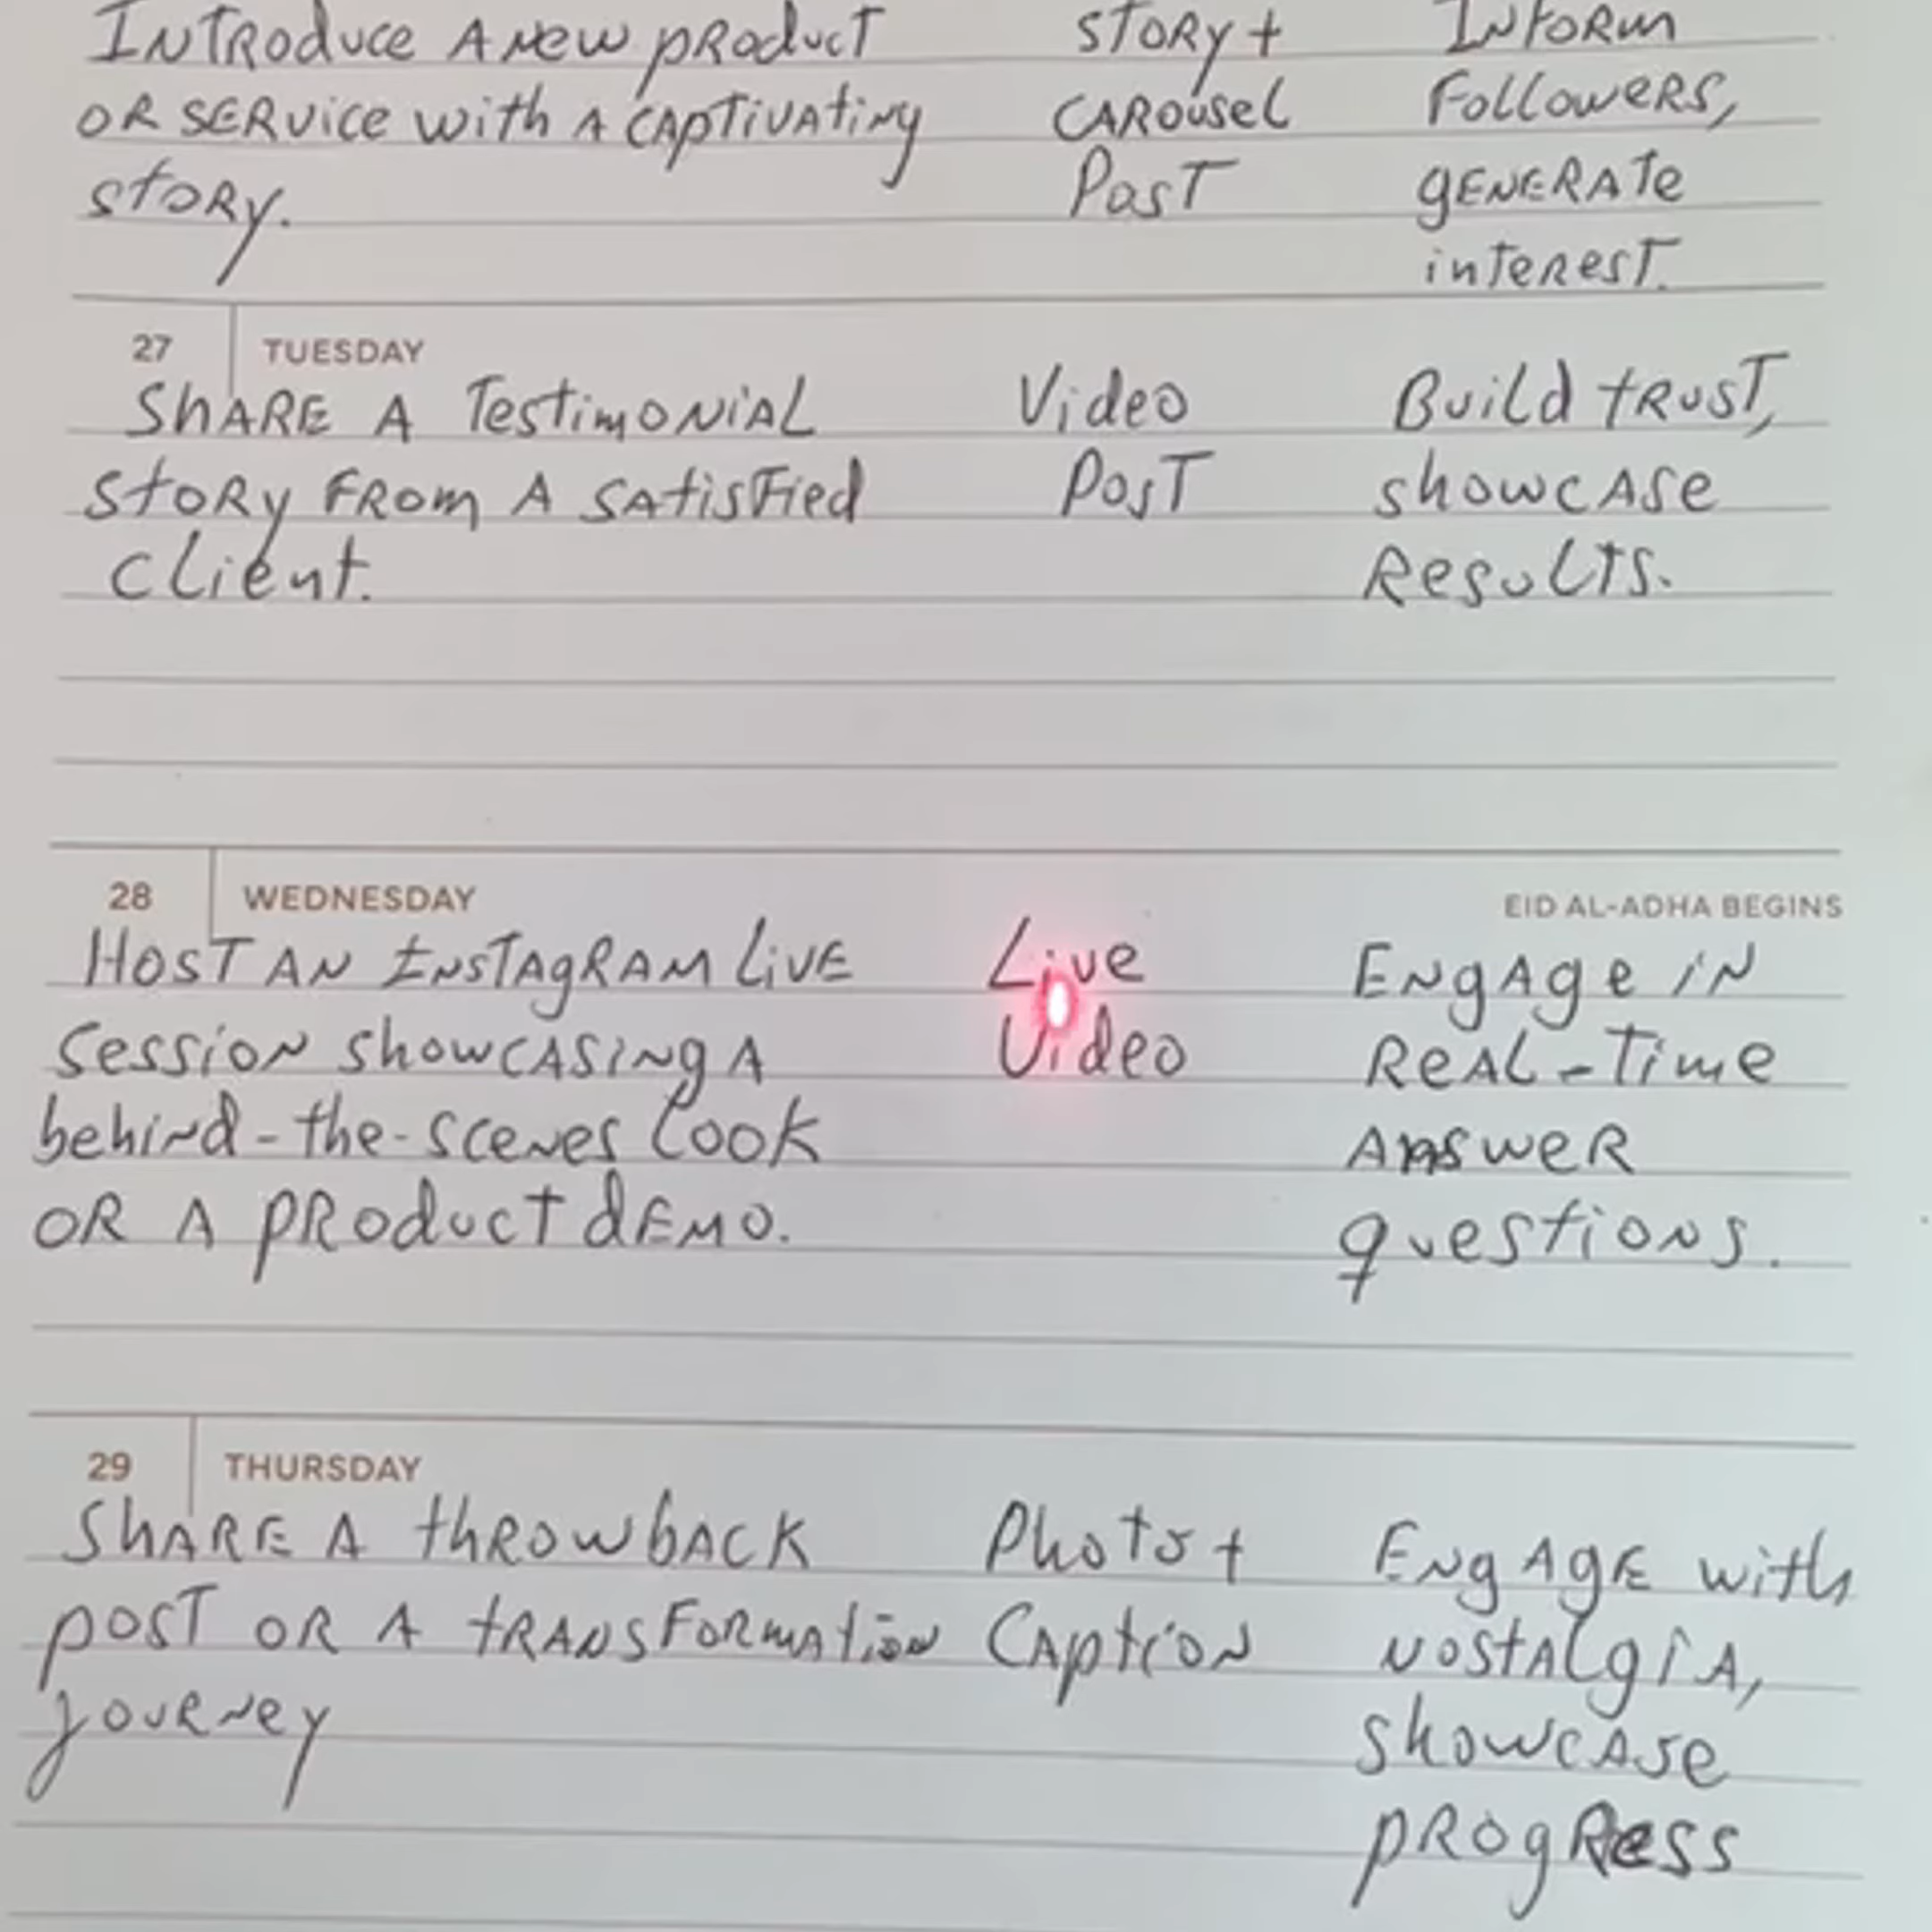 Introduce a new product
or service with a captivating
story.
Story +
Carousel
Post
Inform
Followers,
generate
interest.
27 TUESDAY
Share a Testimonial
story from a satisfied
client.
Video
Post
Build trust,
showcase
Results.
28 WEDNESDAY
EID AL-ADHA BEGINS
Host an Instagram Live
Session showcasing a
behind-the-scenes look
or a product demo.
Live
Video
Engage in
Real-Time
Answer
questions.
29 THURSDAY
Share a throwback
post or a transformation
journey
Photo +
Caption
Engage with
nostalgia,
showcase
progress